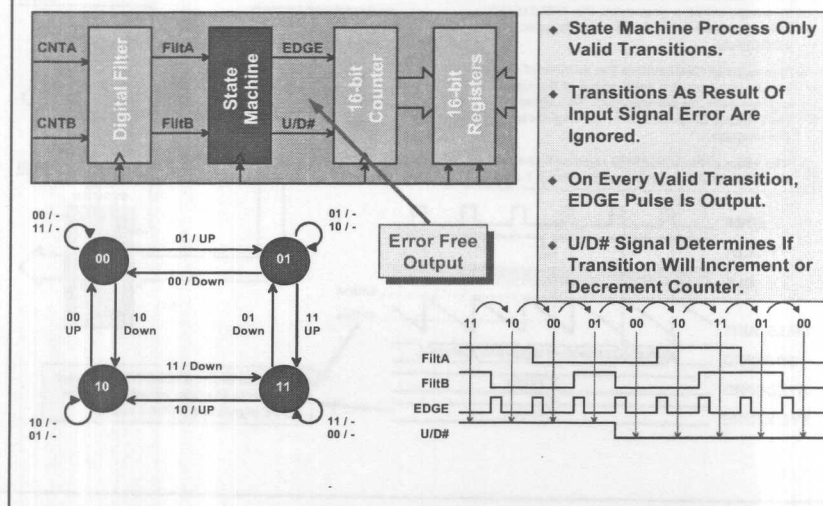 CNTA
CNTB
Digital Filter
FiltA
FiltB
State
Machine
EDGE
U/D#
16-bit
Counter
16-bit
Registers
Error Free
Output
◆ State Machine Process Only
Valid Transitions.
◆ Transitions As Result Of
Input Signal Error Are
Ignored.
◆ On Every Valid Transition,
EDGE Pulse Is Output.
◆ U/D# Signal Determines If
Transition Will Increment or
Decrement Counter.
00 / -
11 / -
00
01 / UP
00 / Down
01 / -
10 / -
01
00
UP
10
Down
01
Down
11
UP
10
11 / Down
10 / UP
11
10 / -
01 / -
11 / -
00 / -
11 10 00 01 00 10 11 01 00
FiltA
FiltB
EDGE
U/D#